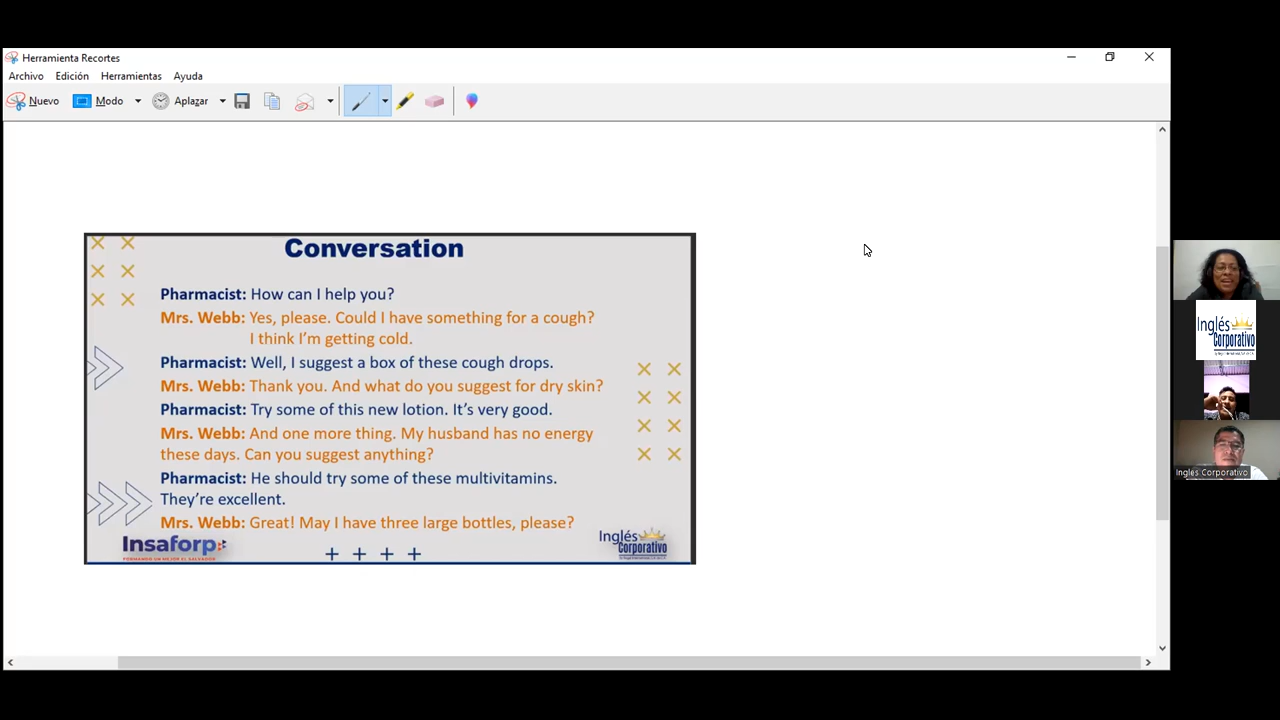 Herramienta Recortes
Archivo Edición Herramientas Ayuda
Nuevo Modo Aplazar
Conversation
Pharmacist: How can I help you?
Mrs. Webb: Yes, please. Could I have something for a cough?
I think I'm getting cold.
Pharmacist: Well, I suggest a box of these cough drops.
Mrs. Webb: Thank you. And what do you suggest for dry skin?
Pharmacist: Try some of this new lotion. It's very good.
Mrs. Webb: And one more thing. My husband has no energy
these days. Can you suggest anything?
Pharmacist: He should try some of these multivitamins.
They're excellent.
Mrs. Webb: Great! May I have three large bottles, please?
Insaforp
FORMANDO UN MEJOR EL SALVADOR
Inglés
Corporativo
Inglés
Corporativo
Ingles Corporativo